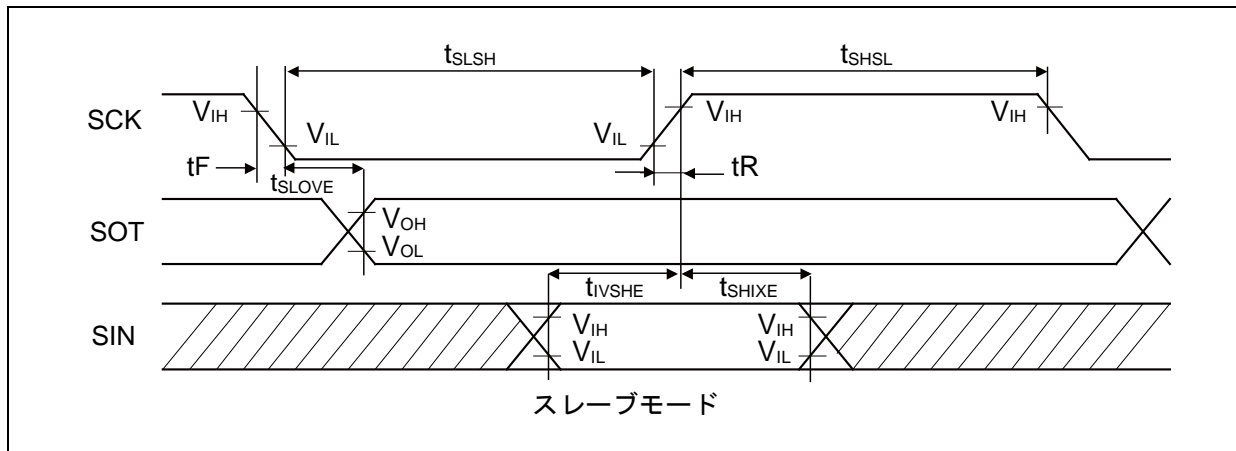 tSLSH tSHSL
SCK VIH VIL VIL VIH VIH
tF tSLOVE tR
SOT VOH
VOL
tIVSHE tSHIXE
SIN VIH VIH
VIL VIL
スレーブモード